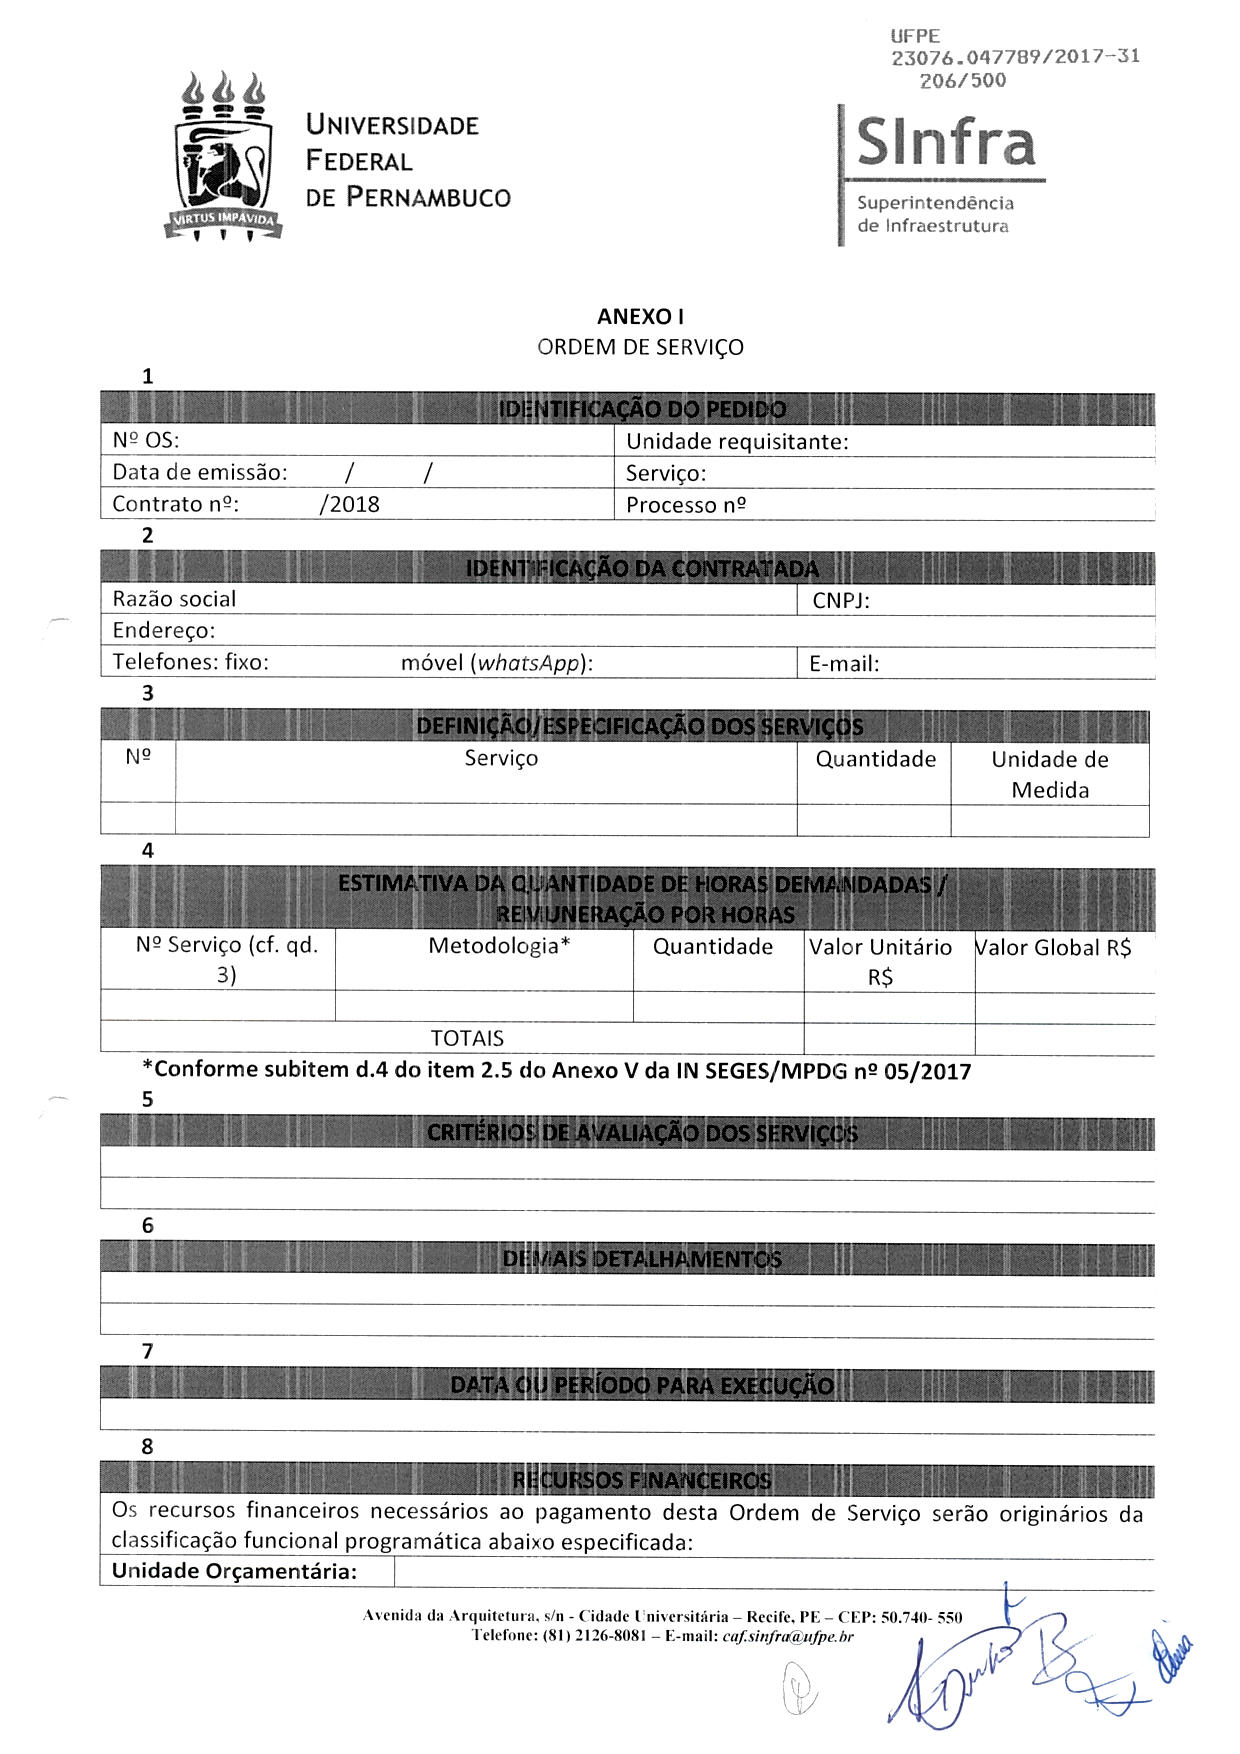 UFPE
23076.047789/2017-31
206/500
UNIVERSIDADE
FEDERAL
DE PERNAMBUCO
VIRTUS IMPAVIDA
SInfra
Superintendência
de Infraestrutura
ANEXO I
ORDEM DE SERVIÇO
1
IDENTIFICAÇÃO DO PEDIDO
Nº OS: Unidade requisitante:
Data de emissão: / / Serviço:
Contrato nº: /2018 Processo nº
2
IDENTIFICAÇÃO DA CONTRATADA
Razão social CNPJ:
Endereço:
Telefones: fixo: móvel (whatsApp): E-mail:
3
DEFINIÇÃO/ESPECIFICAÇÃO DOS SERVIÇOS
Nº Serviço Quantidade Unidade de
Medida
4
ESTIMATIVA DA QUANTIDADE DE HORAS DEMANDADAS /
REMUNERAÇÃO POR HORAS
Nº Serviço (cf. qd. Metodologia* Quantidade Valor Unitário Valor Global R$
3) R$
TOTAIS
*Conforme subitem d.4 do item 2.5 do Anexo V da IN SEGES/MPDG nº 05/2017
5
CRITÉRIOS DE AVALIAÇÃO DOS SERVIÇOS
6
DEMAIS DETALHAMENTOS
7
DATA OU PERÍODO PARA EXECUÇÃO
8
RECURSOS FINANCEIROS
Os recursos financeiros necessários ao pagamento desta Ordem de Serviço serão originários da
classificação funcional programática abaixo especificada:
Unidade Orçamentária:
Avenida da Arquitetura, s/n - Cidade Universitária – Recife, PE – CEP: 50.740- 550
Telefone: (81) 2126-8081 – E-mail: caf.sinfra@ufpe.br